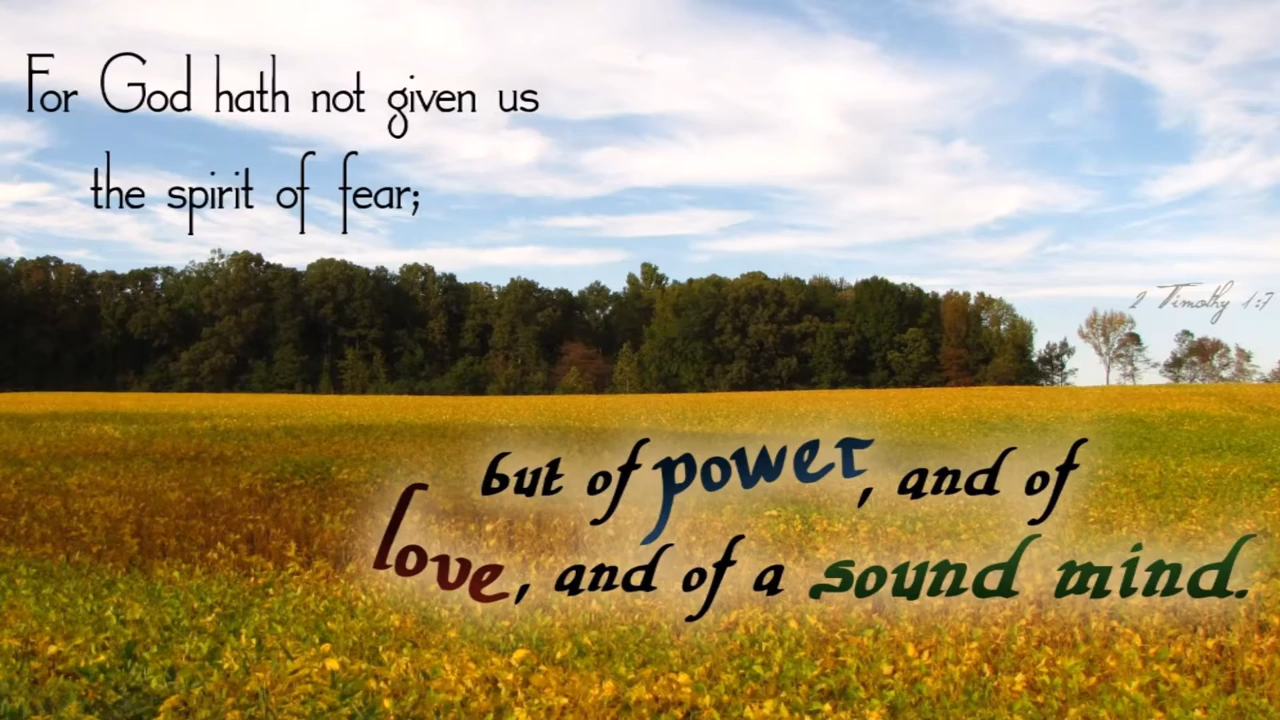 For God hath not given us
the spirit of fear;
2 Timothy 1:7
but of power, and of
love, and of a sound mind.